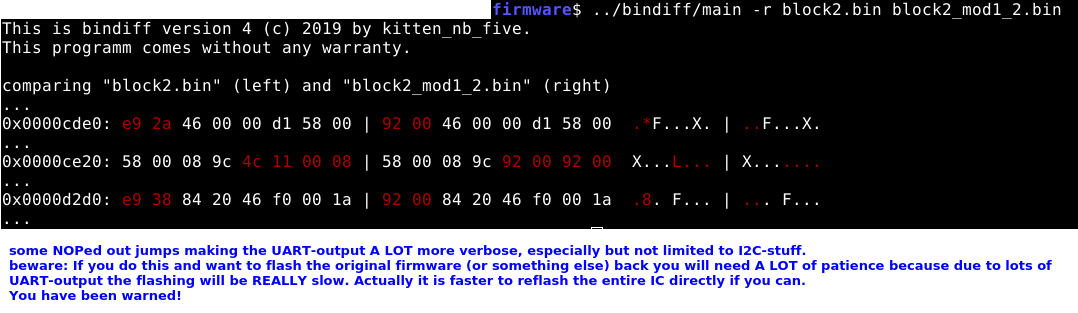 firmware$ ../bindiff/main -r block2.bin block2_mod1_2.bin
This is bindiff version 4 (c) 2019 by kitten_nb_five.
This programm comes without any warranty.
comparing "block2.bin" (left) and "block2_mod1_2.bin" (right)
...
0x0000cde0: e9 2a 46 00 00 d1 58 00 | 92 00 46 00 00 d1 58 00  .*F...X. | ..F...X.
...
0x0000ce20: 58 00 08 9c 4c 11 00 08 | 58 00 08 9c 92 00 92 00  X...L... | X.......
...
0x0000d2d0: e9 38 84 20 46 f0 00 1a | 92 00 84 20 46 f0 00 1a  .8. F... | ... F...
...
some NOPed out jumps making the UART-output A LOT more verbose, especially but not limited to I2C-stuff.
beware: If you do this and want to flash the original firmware (or something else) back you will need A LOT of patience because due to lots of
UART-output the flashing will be REALLY slow. Actually it is faster to reflash the entire IC directly if you can.
You have been warned!